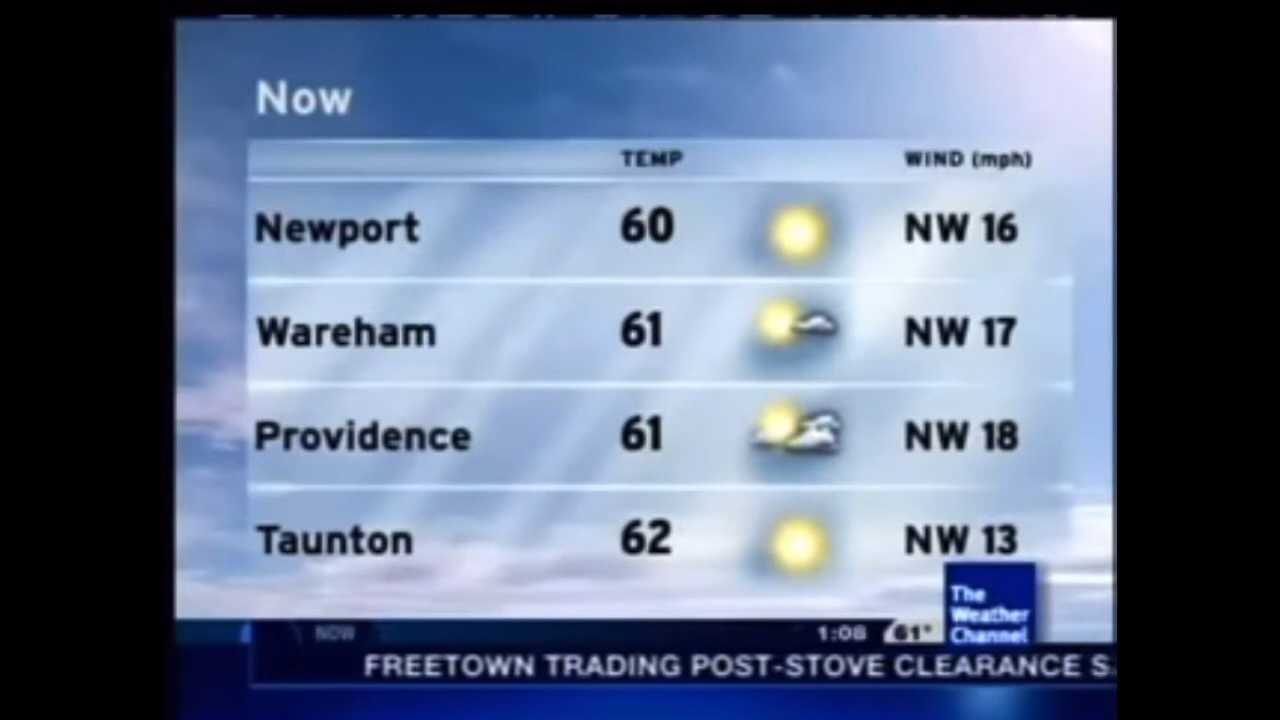 Now
TEMP WIND (mph)
Newport 60 NW 16
Wareham 61 NW 17
Providence 61 NW 18
Taunton 62 NW 13
The
Weather
Channel
NOW 1:08 61°
FREETOWN TRADING POST-STOVE CLEARANCE S